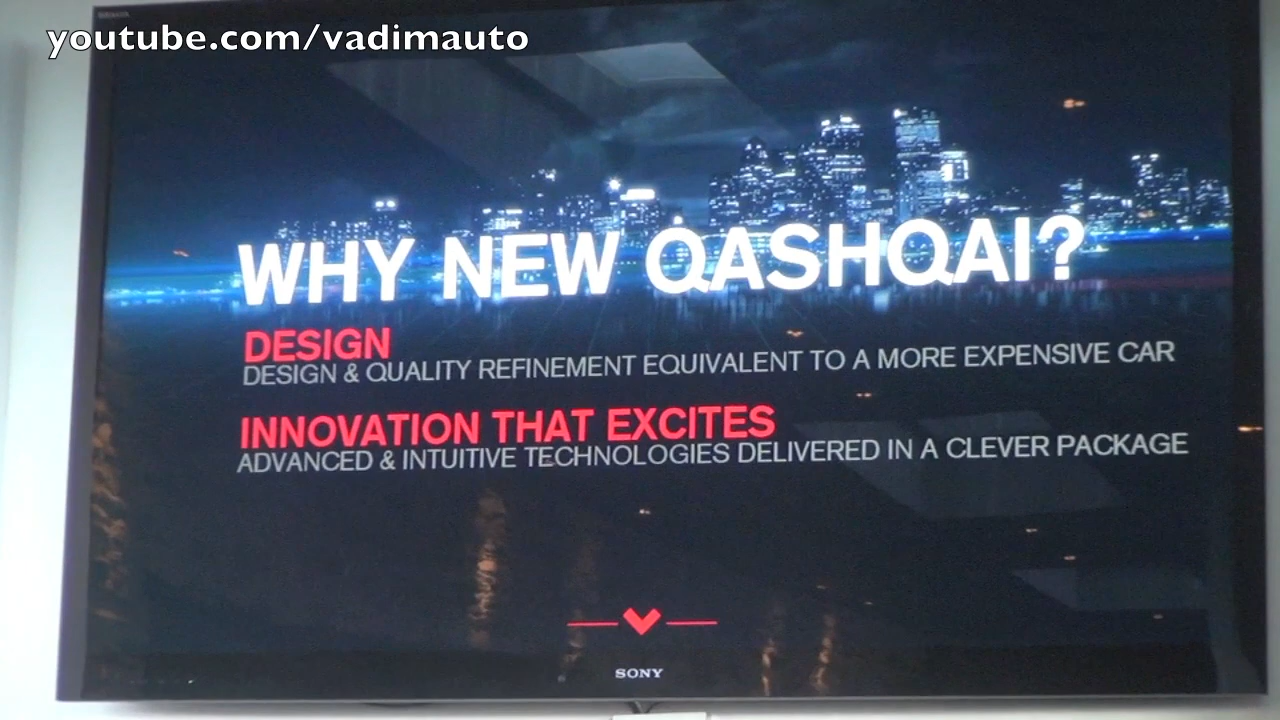 youtube.com/vadimauto
WHY NEW QASHQAI?
DESIGN
DESIGN & QUALITY REFINEMENT EQUIVALENT TO A MORE EXPENSIVE CAR
INNOVATION THAT EXCITES
ADVANCED & INTUITIVE TECHNOLOGIES DELIVERED IN A CLEVER PACKAGE
SONY